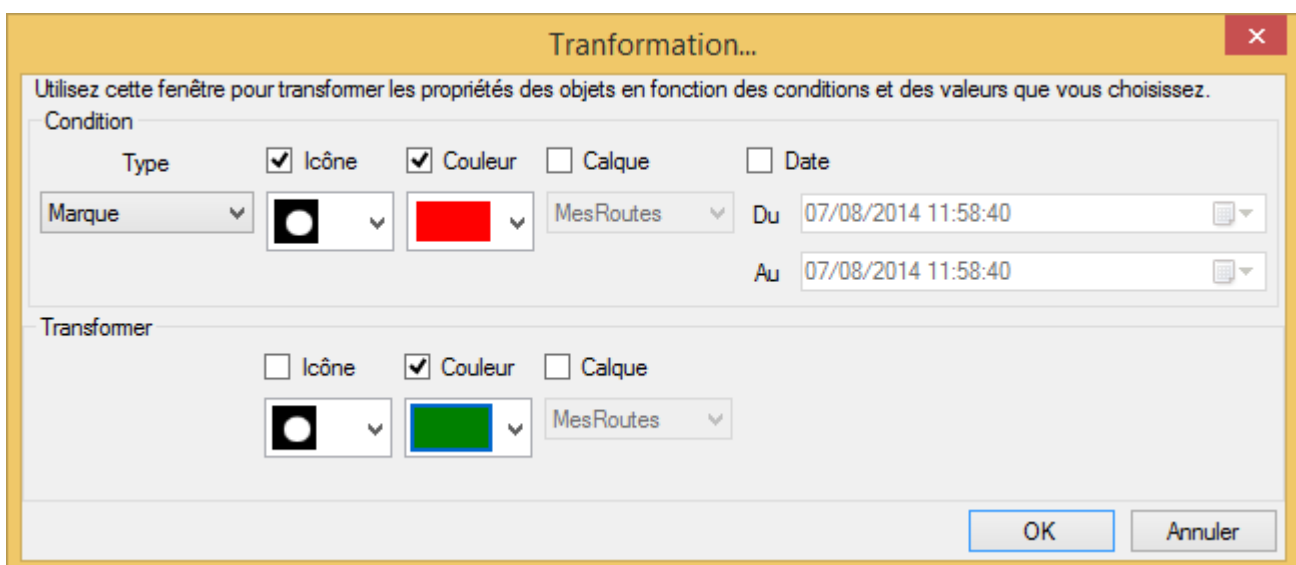 Tranformation...
Utilisez cette fenêtre pour transformer les propriétés des objets en fonction des conditions et des valeurs que vous choisissez.
Condition
Type Icône Couleur Calque Date
Marque MesRoutes Du 07/08/2014 11:58:40
Au 07/08/2014 11:58:40
Transformer
Icône Couleur Calque
MesRoutes
OK Annuler